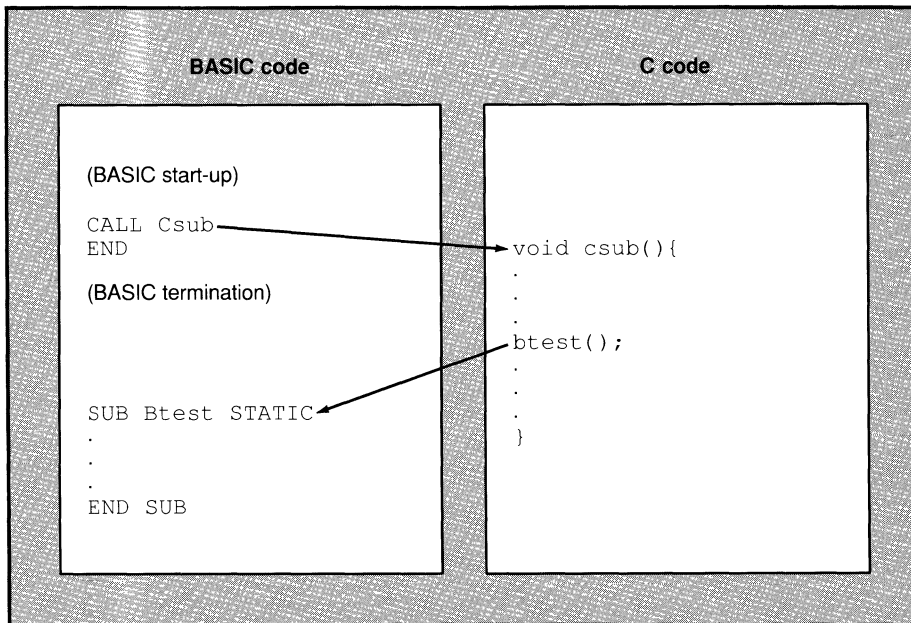 BASIC code
(BASIC start-up)
CALL Csub
END
(BASIC termination)
SUB Btest STATIC
.
.
.
END SUB
C code
void csub(){
.
.
.
btest();
.
.
.
}